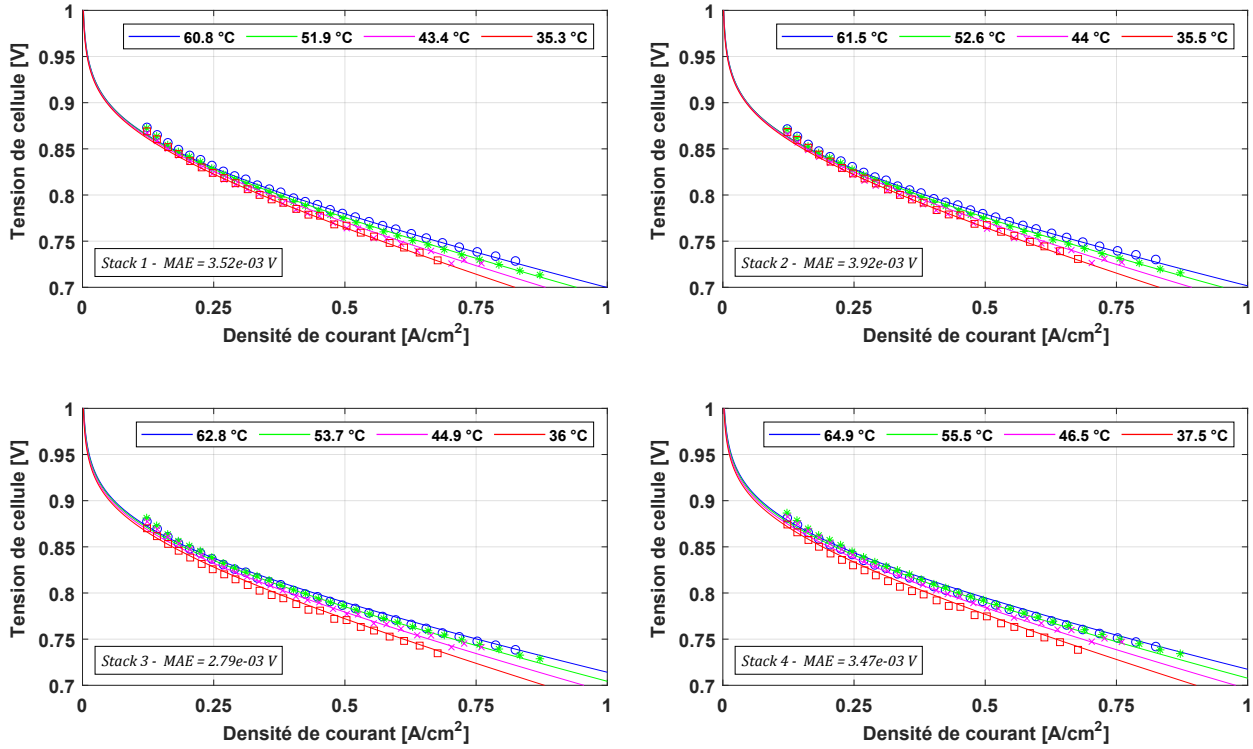 1
0.95
0.9
0.85
0.8
0.75
0.7
Tension de cellule [V]
60.8 °C 51.9 °C 43.4 °C 35.3 °C
Stack 1 - MAE = 3.52e-03 V
0 0.25 0.5 0.75 1
Densité de courant [A/cm2]
1
0.95
0.9
0.85
0.8
0.75
0.7
Tension de cellule [V]
61.5 °C 52.6 °C 44 °C 35.5 °C
Stack 2 - MAE = 3.92e-03 V
0 0.25 0.5 0.75 1
Densité de courant [A/cm2]
1
0.95
0.9
0.85
0.8
0.75
0.7
Tension de cellule [V]
62.8 °C 53.7 °C 44.9 °C 36 °C
Stack 3 - MAE = 2.79e-03 V
0 0.25 0.5 0.75 1
Densité de courant [A/cm2]
1
0.95
0.9
0.85
0.8
0.75
0.7
Tension de cellule [V]
64.9 °C 55.5 °C 46.5 °C 37.5 °C
Stack 4 - MAE = 3.47e-03 V
0 0.25 0.5 0.75 1
Densité de courant [A/cm2]